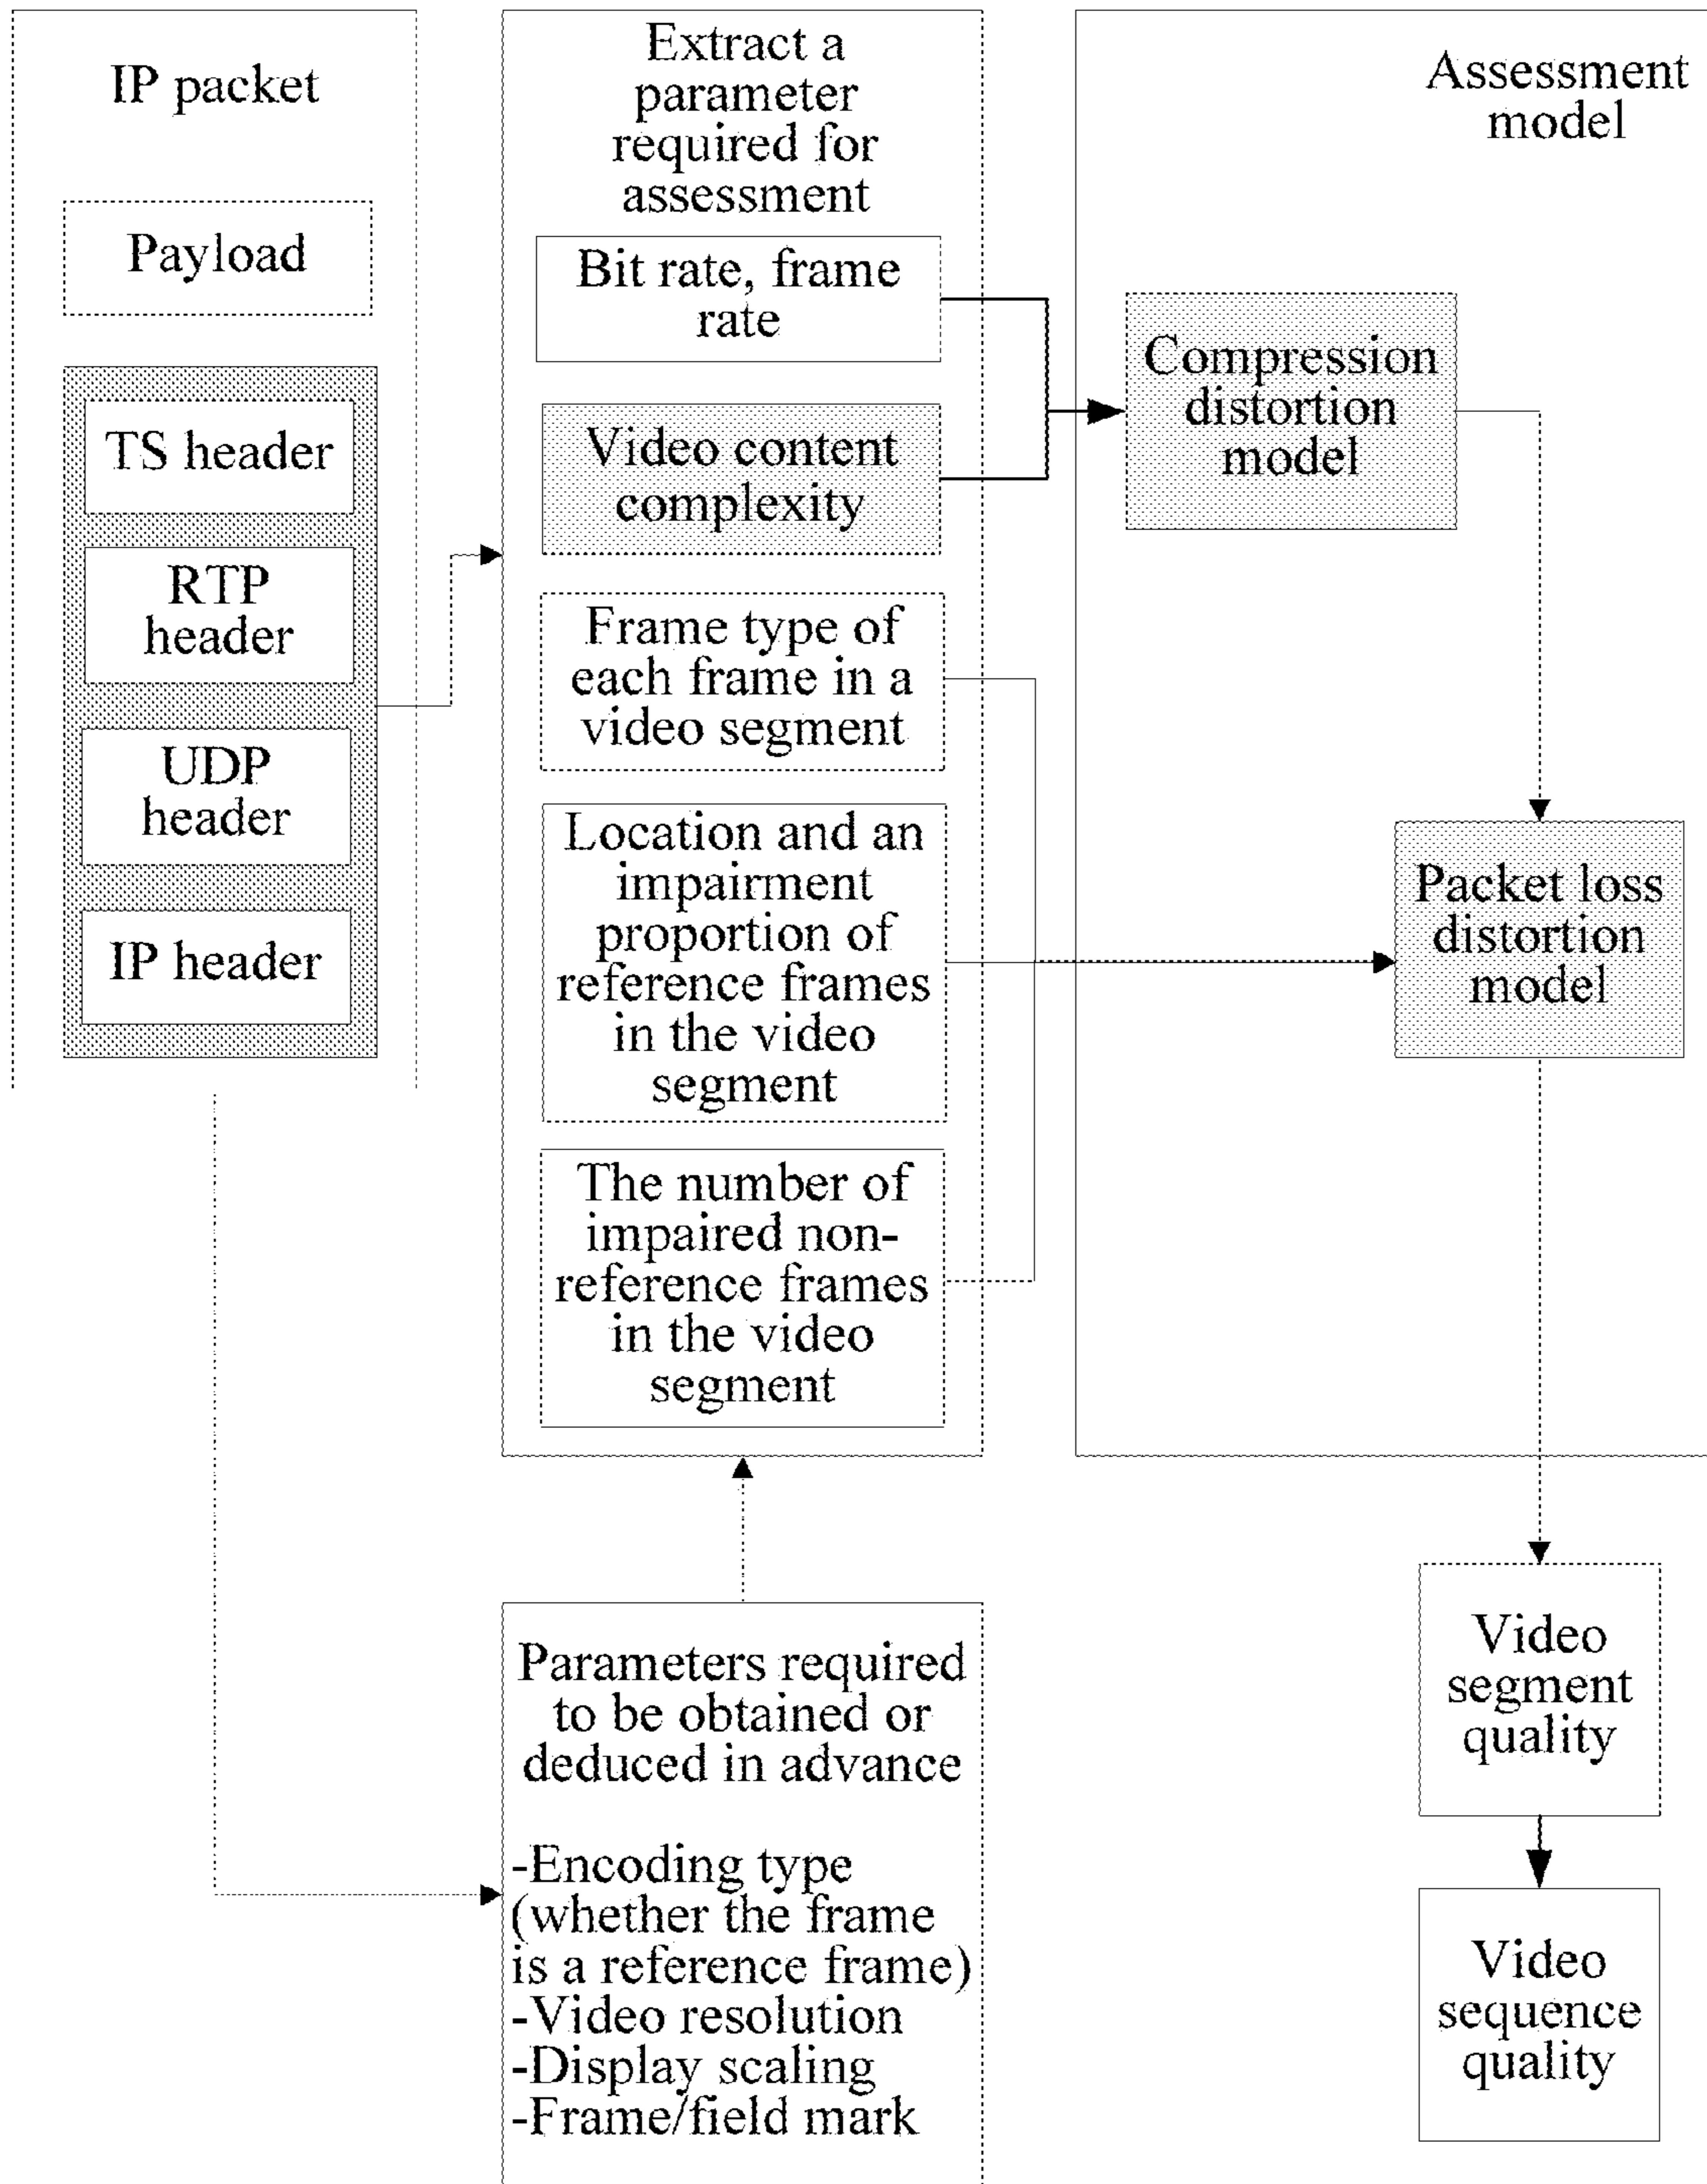 IP packet
Payload
TS header
RTP
header
UDP
header
IP header
Extract a
parameter
required for
assessment
Bit rate, frame
rate
Video content
complexity
Frame type of
each frame in a
video segment
Location and an
impairment
proportion of
reference frames
in the video
segment
The number of
impaired non-
reference frames
in the video
segment
Parameters required
to be obtained or
deduced in advance
-Encoding type
(whether the frame
is a reference frame)
-Video resolution
-Display scaling
-Frame/field mark
Assessment
model
Compression
distortion
model
Packet loss
distortion
model
Video
segment
quality
Video
sequence
quality